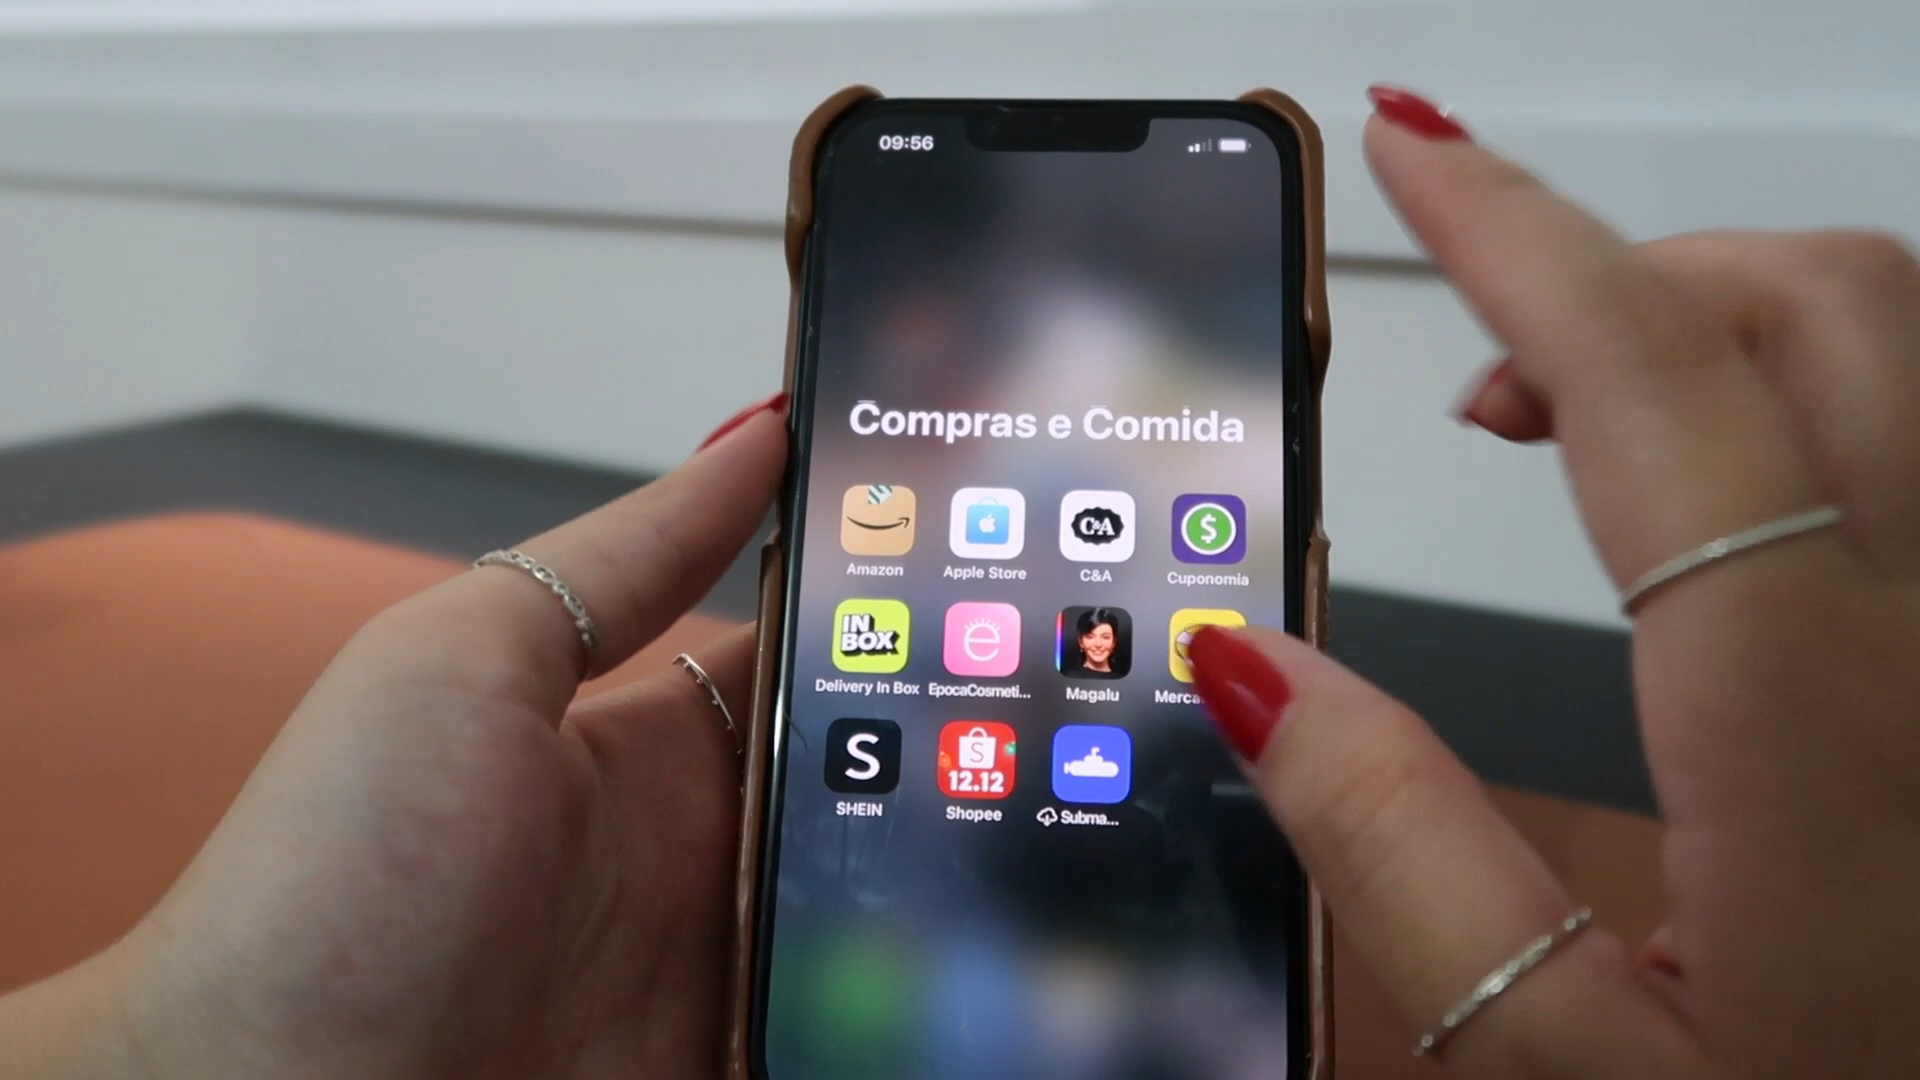 09:56
Compras e Comida
Amazon
Apple Store
C&A
C&A
Cuponomia
$
IN
BOX
Delivery In Box
e
EpocaCosmeti...
Magalu
S
SHEIN
S
12.12
Shopee
Subma...